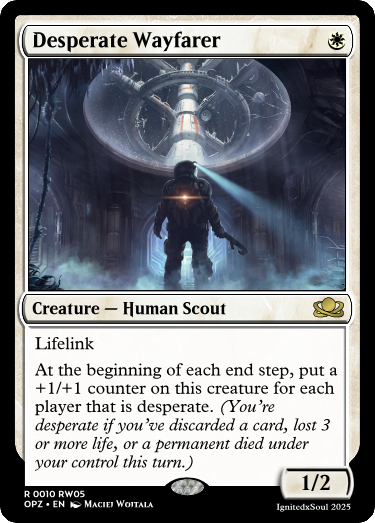 Desperate Wayfarer
Creature — Human Scout
Lifelink
At the beginning of each end step, put a
+1/+1 counter on this creature for each
player that is desperate. (You're
desperate if you've discarded a card, lost 3
or more life, or a permanent died under
your control this turn.)
1/2
R 0010 RW05
OPZ • EN Maciej Wojtala
IgnitedxSoul 2025